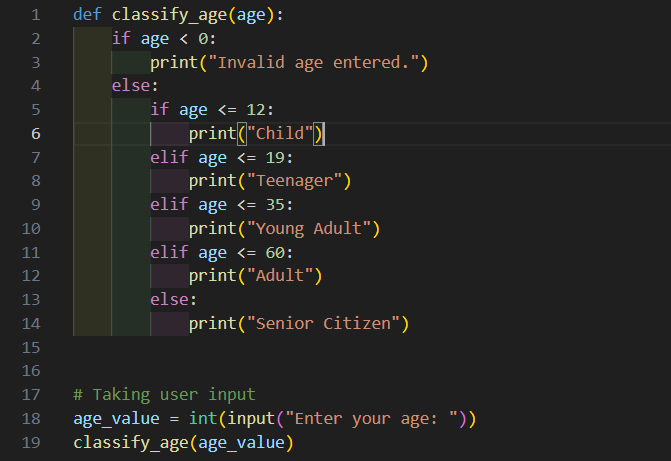 1 def classify_age(age):
2     if age < 0:
3         print("Invalid age entered.")
4     else:
5         if age <= 12:
6             print("Child")
7         elif age <= 19:
8             print("Teenager")
9         elif age <= 35:
10             print("Young Adult")
11         elif age <= 60:
12             print("Adult")
13         else:
14             print("Senior Citizen")
15
16
17 # Taking user input
18 age_value = int(input("Enter your age: "))
19 classify_age(age_value)